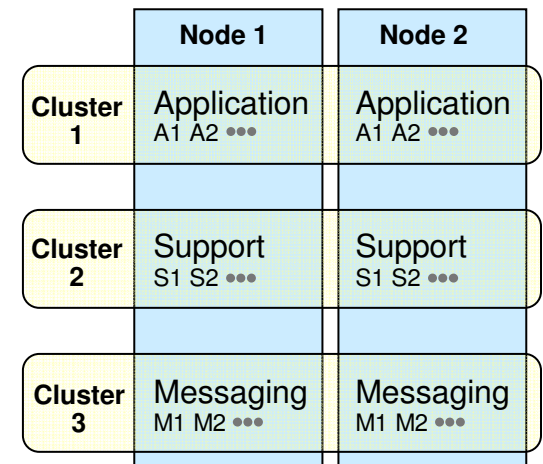 Node 1 Node 2
Cluster 1 Application Application
A1 A2 ••• A1 A2 •••
Cluster 2 Support Support
S1 S2 ••• S1 S2 •••
Cluster 3 Messaging Messaging
M1 M2 ••• M1 M2 •••